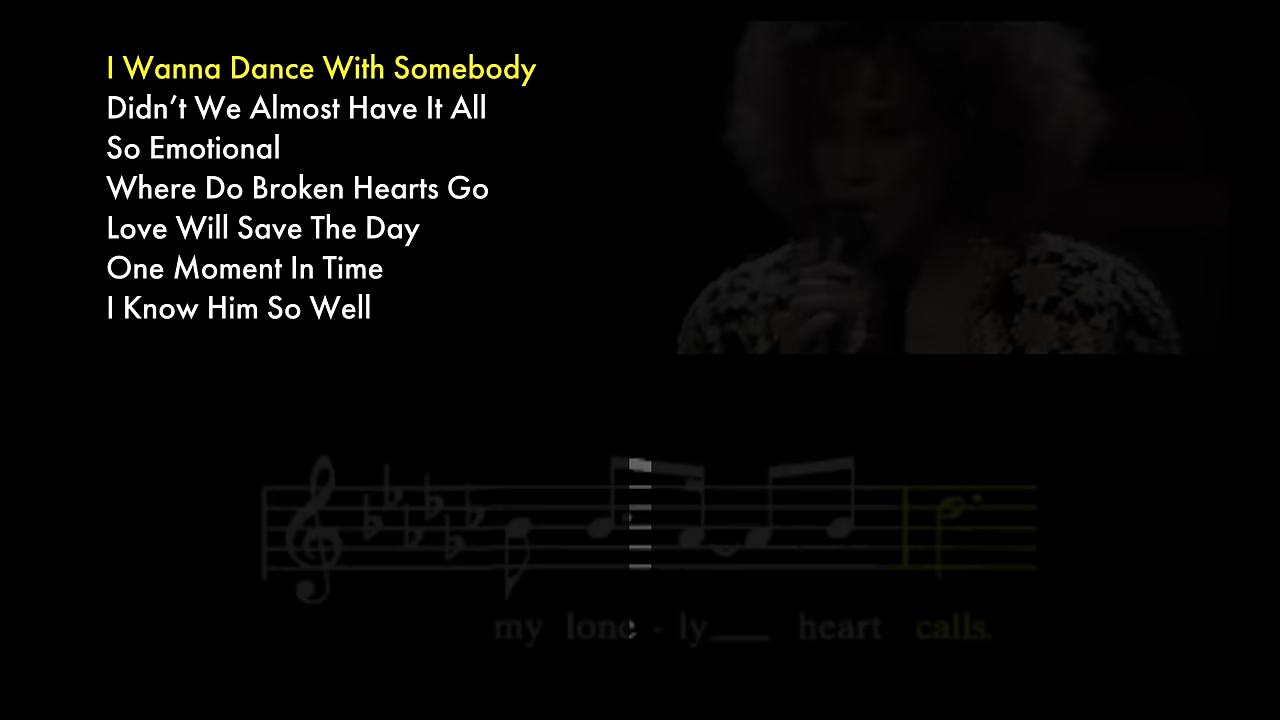 I Wanna Dance With Somebody
Didn’t We Almost Have It All
So Emotional
Where Do Broken Hearts Go
Love Will Save The Day
One Moment In Time
I Know Him So Well
my lone - ly___ heart calls.